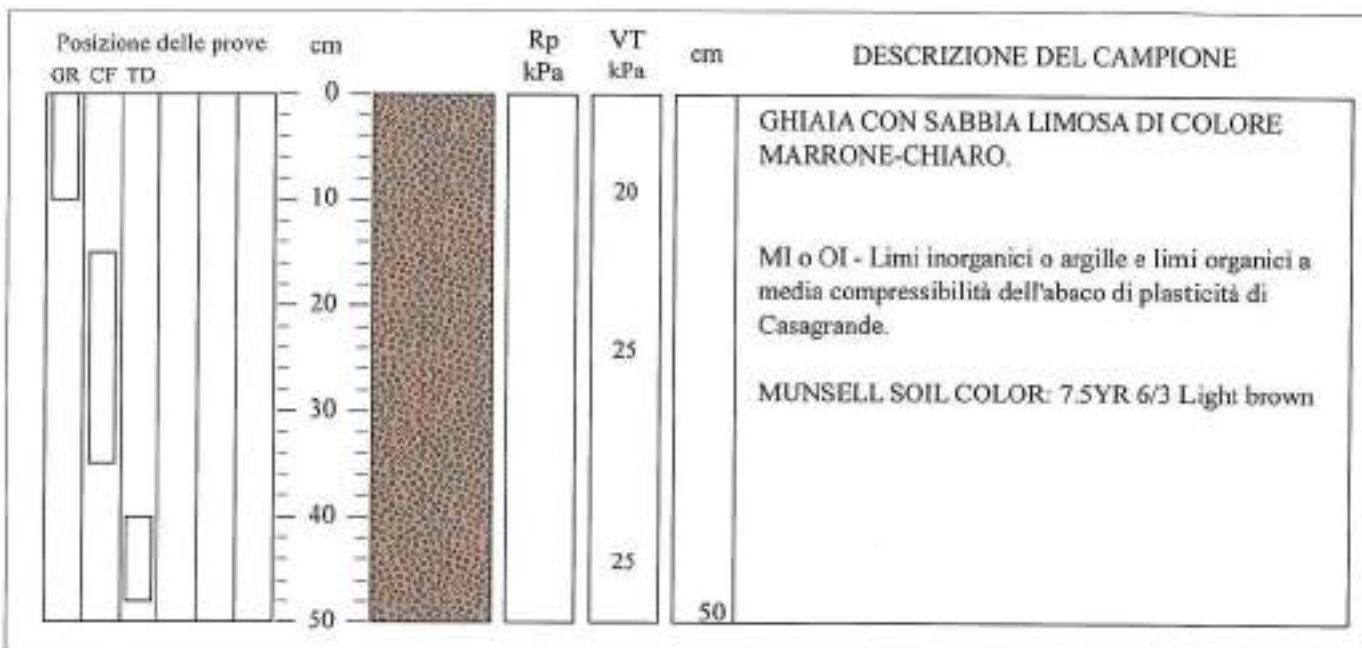 Posizione delle prove
GR CF TD
cm
Rp
kPa
VT
kPa
cm
DESCRIZIONE DEL CAMPIONE
0
10
20
30
40
50
20
25
25
50
GHIAIA CON SABBIA LIMOSA DI COLORE
MARRONE-CHIARO.
MI o OI - Limi inorganici o argille e limi organici a
media compressibilità dell'abaco di plasticità di
Casagrande.
MUNSELL SOIL COLOR: 7.5YR 6/3 Light brown